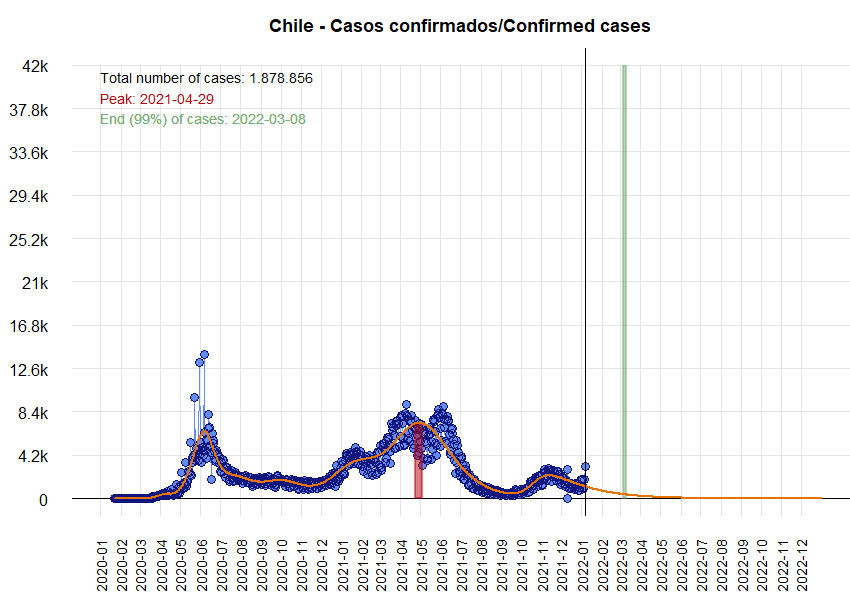 Chile - Casos confirmados/Confirmed cases
Total number of cases: 1.878.856
Peak: 2021-04-29
End (99%) of cases: 2022-03-08
42k
37.8k
33.6k
29.4k
25.2k
21k
16.8k
12.6k
8.4k
4.2k
0
2020-01
2020-02
2020-03
2020-04
2020-05
2020-06
2020-07
2020-08
2020-09
2020-10
2020-11
2020-12
2021-01
2021-02
2021-03
2021-04
2021-05
2021-06
2021-07
2021-08
2021-09
2021-10
2021-11
2021-12
2022-01
2022-02
2022-03
2022-04
2022-05
2022-06
2022-07
2022-08
2022-09
2022-10
2022-11
2022-12